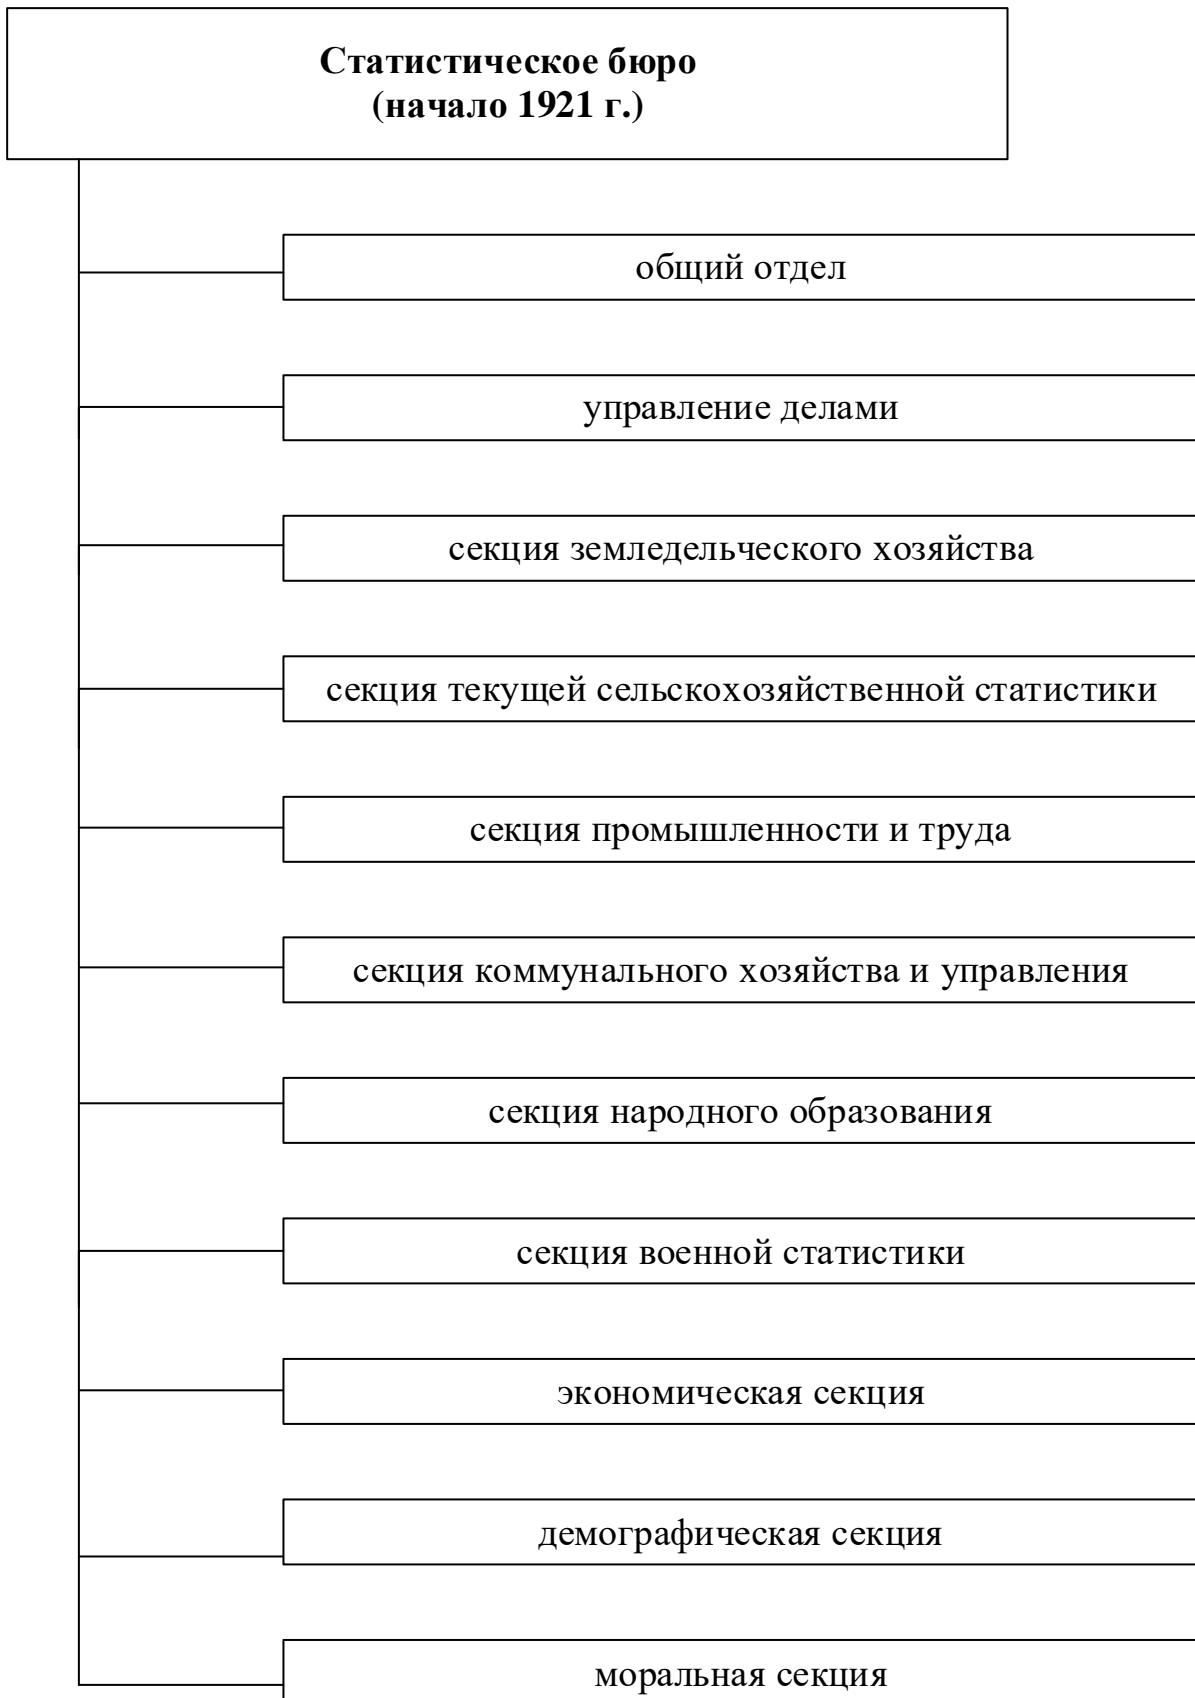 Статистическое бюро
(начало 1921 г.)
общий отдел
управление делами
секция земледельческого хозяйства
секция текущей сельскохозяйственной статистики
секция промышленности и труда
секция коммунального хозяйства и управления
секция народного образования
секция военной статистики
экономическая секция
демографическая секция
моральная секция